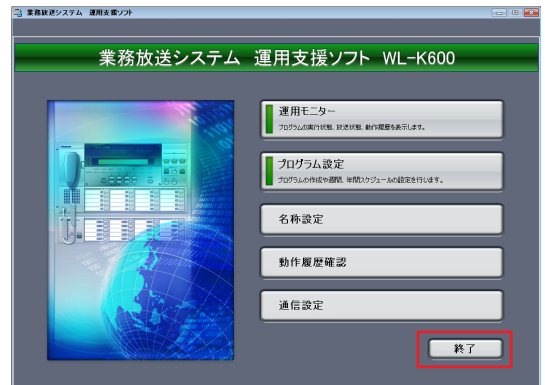 業務放送システム 運用支援ソフト
業務放送システム 運用支援ソフト WL-K600
運用モニター
プログラムの実行状態、放送状態、動作履歴を表示します。
プログラム設定
プログラムの作成や週間、年間スケジュールの設定を行います。
名称設定
動作履歴確認
通信設定
終了